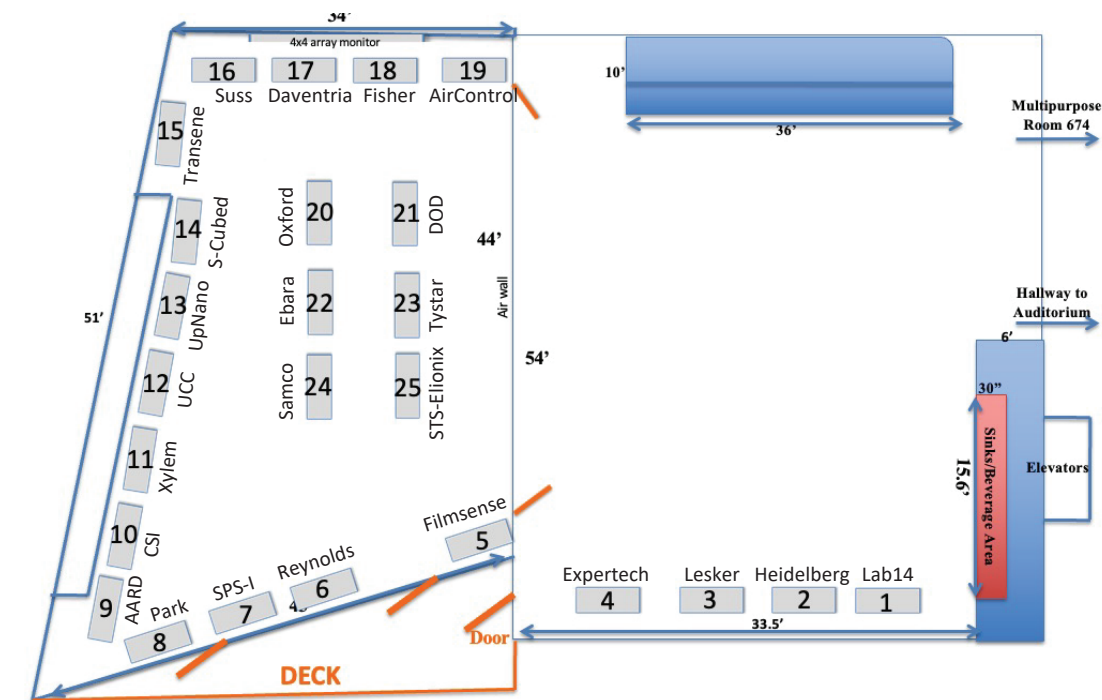 34'
4x4 array monitor
16
17
18
19
Suss
Daventria
Fisher
AirControl
10'
36'
Multipurpose
Room 674
15
Transene
14
S-Cubed
20
Oxford
21
DOD
44'
13
UpNano
22
Ebara
23
Tystar
Air wall
Hallway to
Auditorium
51'
54'
6'
12
UCC
24
Samco
25
STS-Elionix
30"
Sinks/Beverage Area
15.6'
Elevators
11
Xylem
10
CSI
Filmsense
5
9
AARD
Park
8
SPS-I
7
Reynolds
6
Expertech
4
Lesker
3
Heidelberg
2
Lab14
1
33.5'
Door
DECK